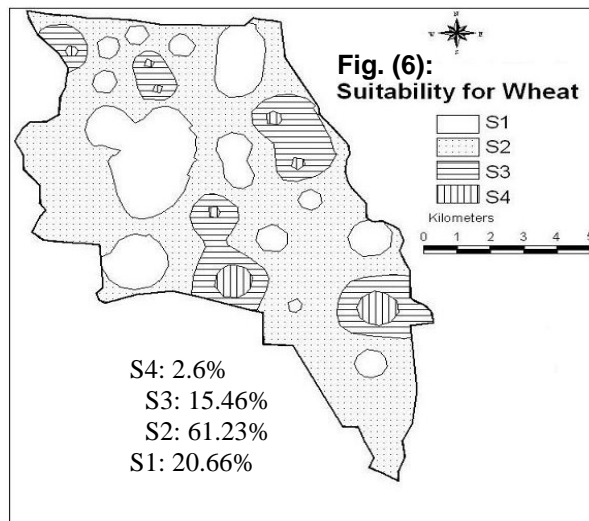 Fig. (6):
Suitability for Wheat
S1
S2
S3
S4
Kilometers
0 1 2 3 4 5
S4: 2.6%
S3: 15.46%
S2: 61.23%
S1: 20.66%